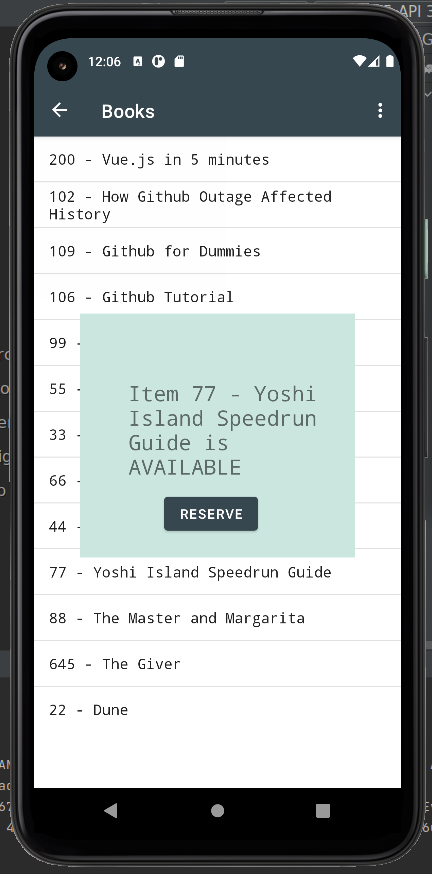 12:06
Books
200 - Vue.js in 5 minutes
102 - How Github Outage Affected
History
109 - Github for Dummies
106 - Github Tutorial
99 -
55 -
33 -
66 -
44 -
Item 77 - Yoshi
Island Speedrun
Guide is
AVAILABLE
RESERVE
77 - Yoshi Island Speedrun Guide
88 - The Master and Margarita
645 - The Giver
22 - Dune